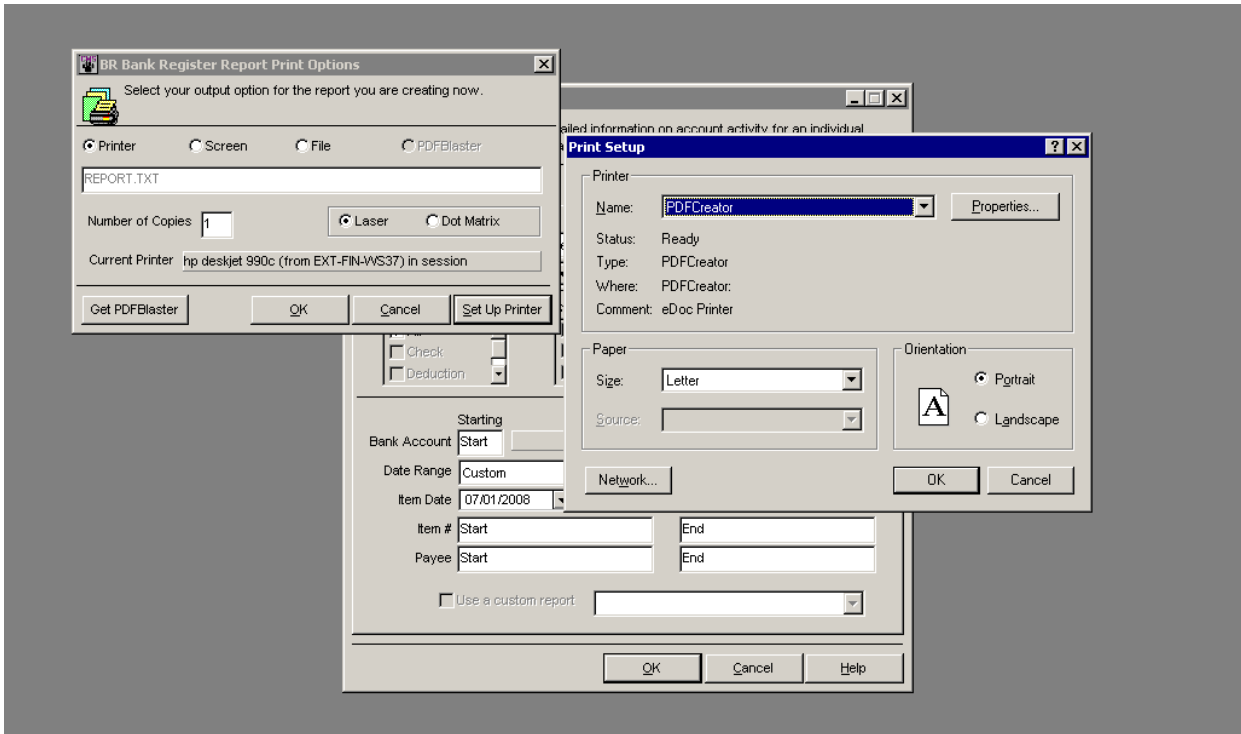 BR Bank Register Report Print Options
Select your output option for the report you are creating now.
Printer Screen File PDFBlaster
REPORT.TXT
Number of Copies 1 Laser Dot Matrix
Current Printer hp deskjet 990c (from EXT-FIN-WS37) in session
Get PDFBlaster OK Cancel Set Up Printer
information on account activity for an individual
Print Setup
Printer
Name: PDFCreator Properties...
Status: Ready
Type: PDFCreator
Where: PDFCreator:
Comment: eDoc Printer
Paper
Size: Letter
Source:
Orientation
A
Portrait
Landscape
Network... OK Cancel
Check
Deduction
Starting
Bank Account Start
Date Range Custom
Item Date 07/01/2008
Item # Start End
Payee Start End
Use a custom report
OK Cancel Help